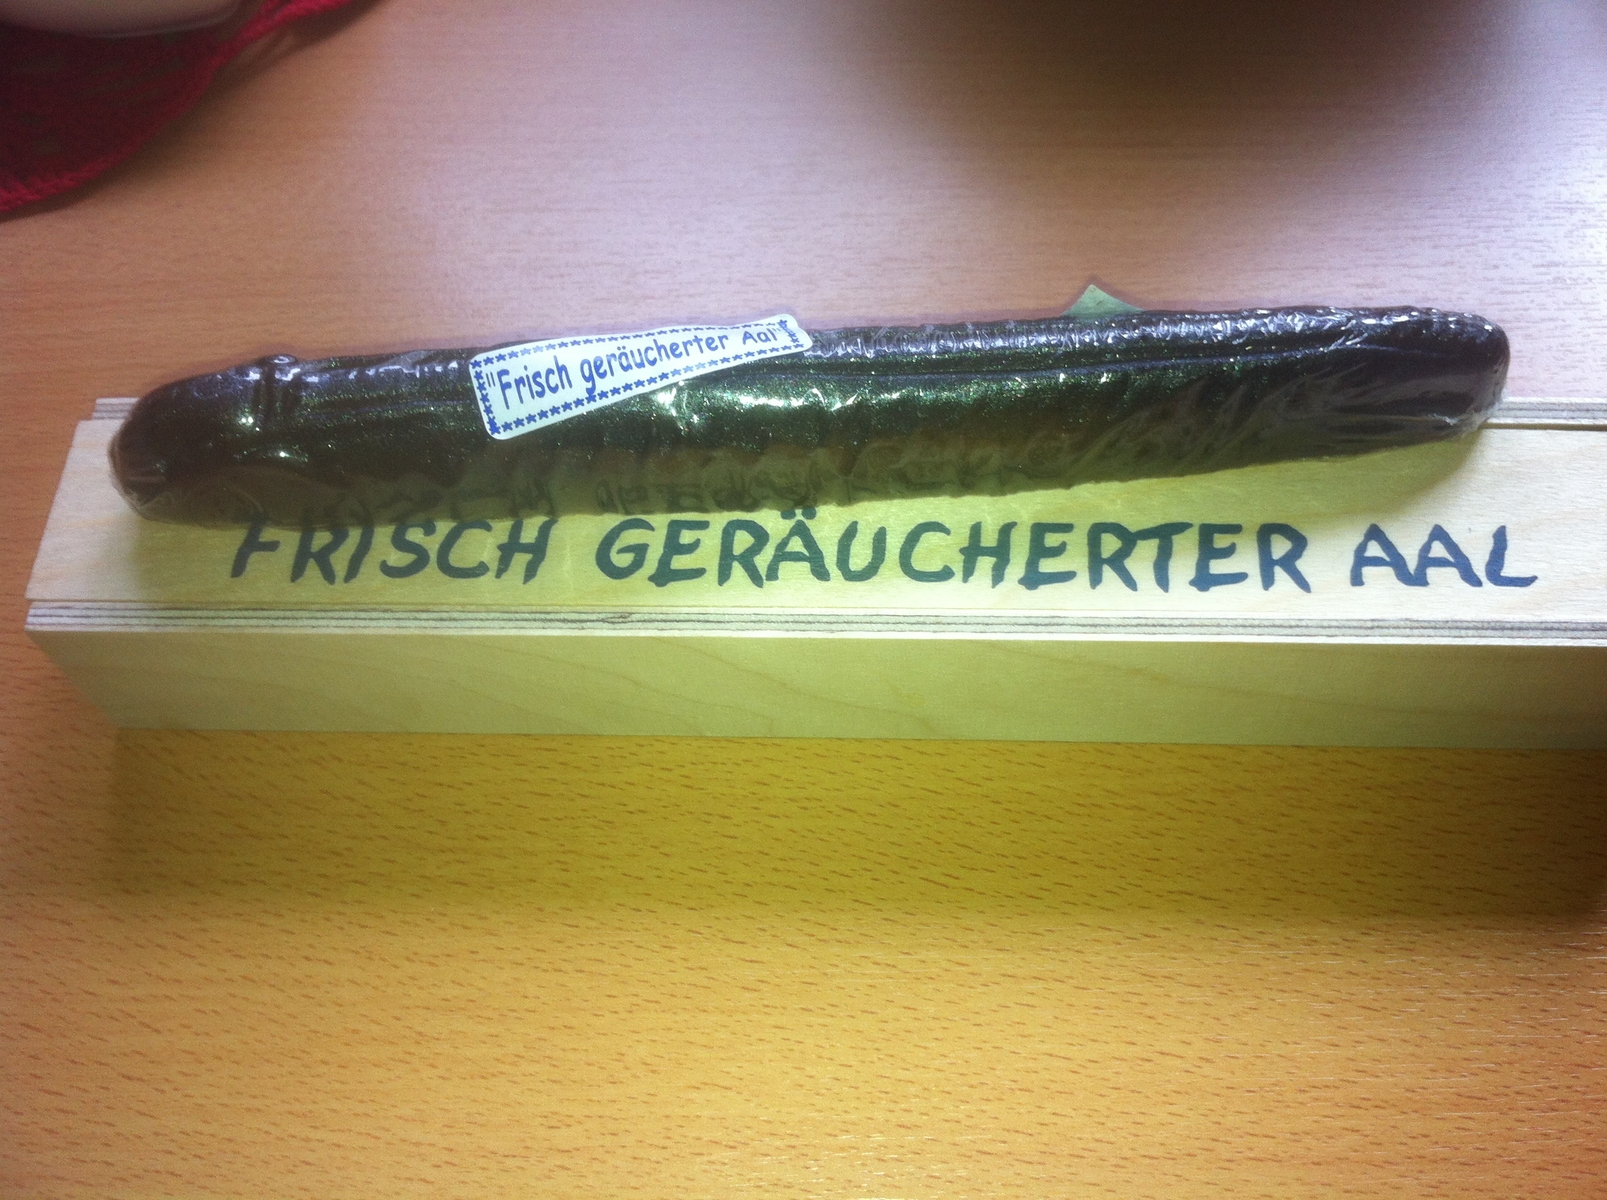 "Frisch geräucherter Aal"
FRISCH GERÄUCHERTER AAL